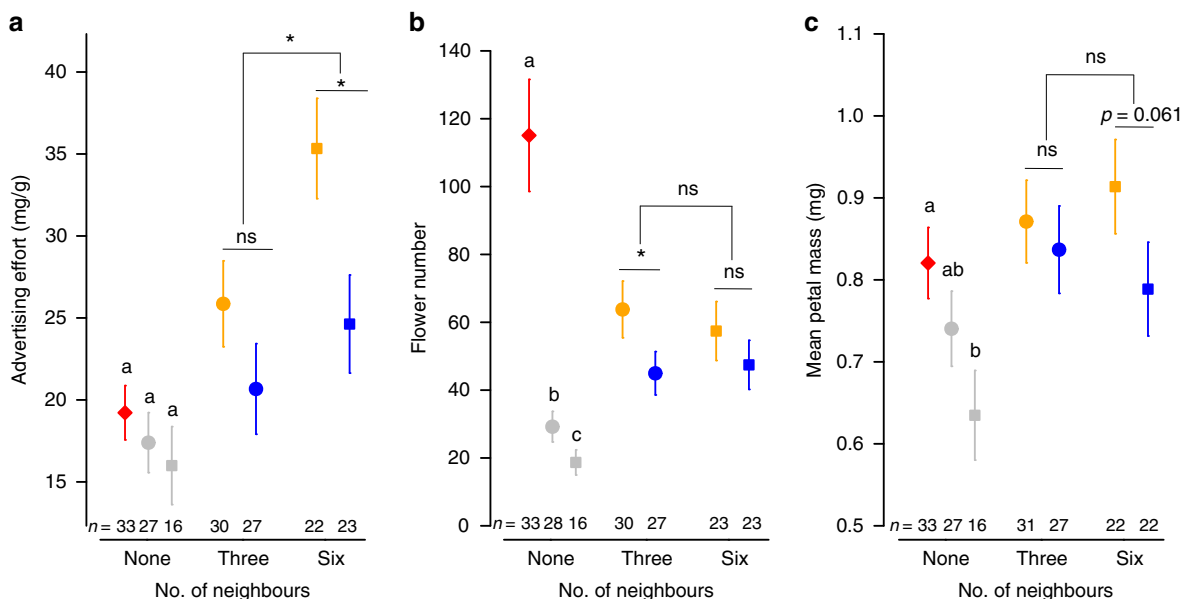 a
Advertising effort (mg/g)
40
35
30
25
20
15
*
*
ns
a
a
a
n = 33 27 16 30 27 22 23
None Three Six
No. of neighbours
b
Flower number
140
120
100
80
60
40
20
0
a
ns
*
ns
b
c
n = 33 28 16 30 27 23 23
None Three Six
No. of neighbours
c
Mean petal mass (mg)
1.1
1.0
0.9
0.8
0.7
0.6
0.5
ns
p = 0.061
ns
a
ab
b
n = 33 27 16 31 27 22 22
None Three Six
No. of neighbours